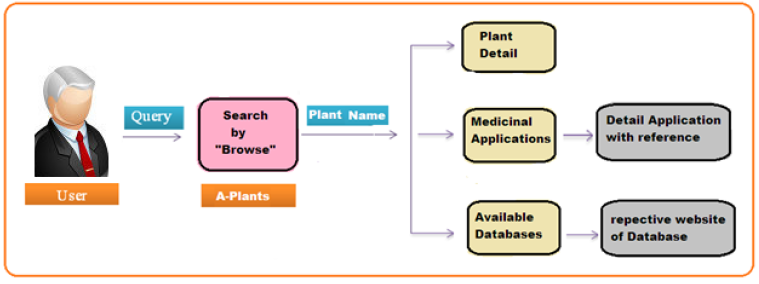 User
Query
Search
by
"Browse"
A-Plants
Plant Name
Plant
Detail
Medicinal
Applications
Detail Application
with reference
Available
Databases
repective website
of Database